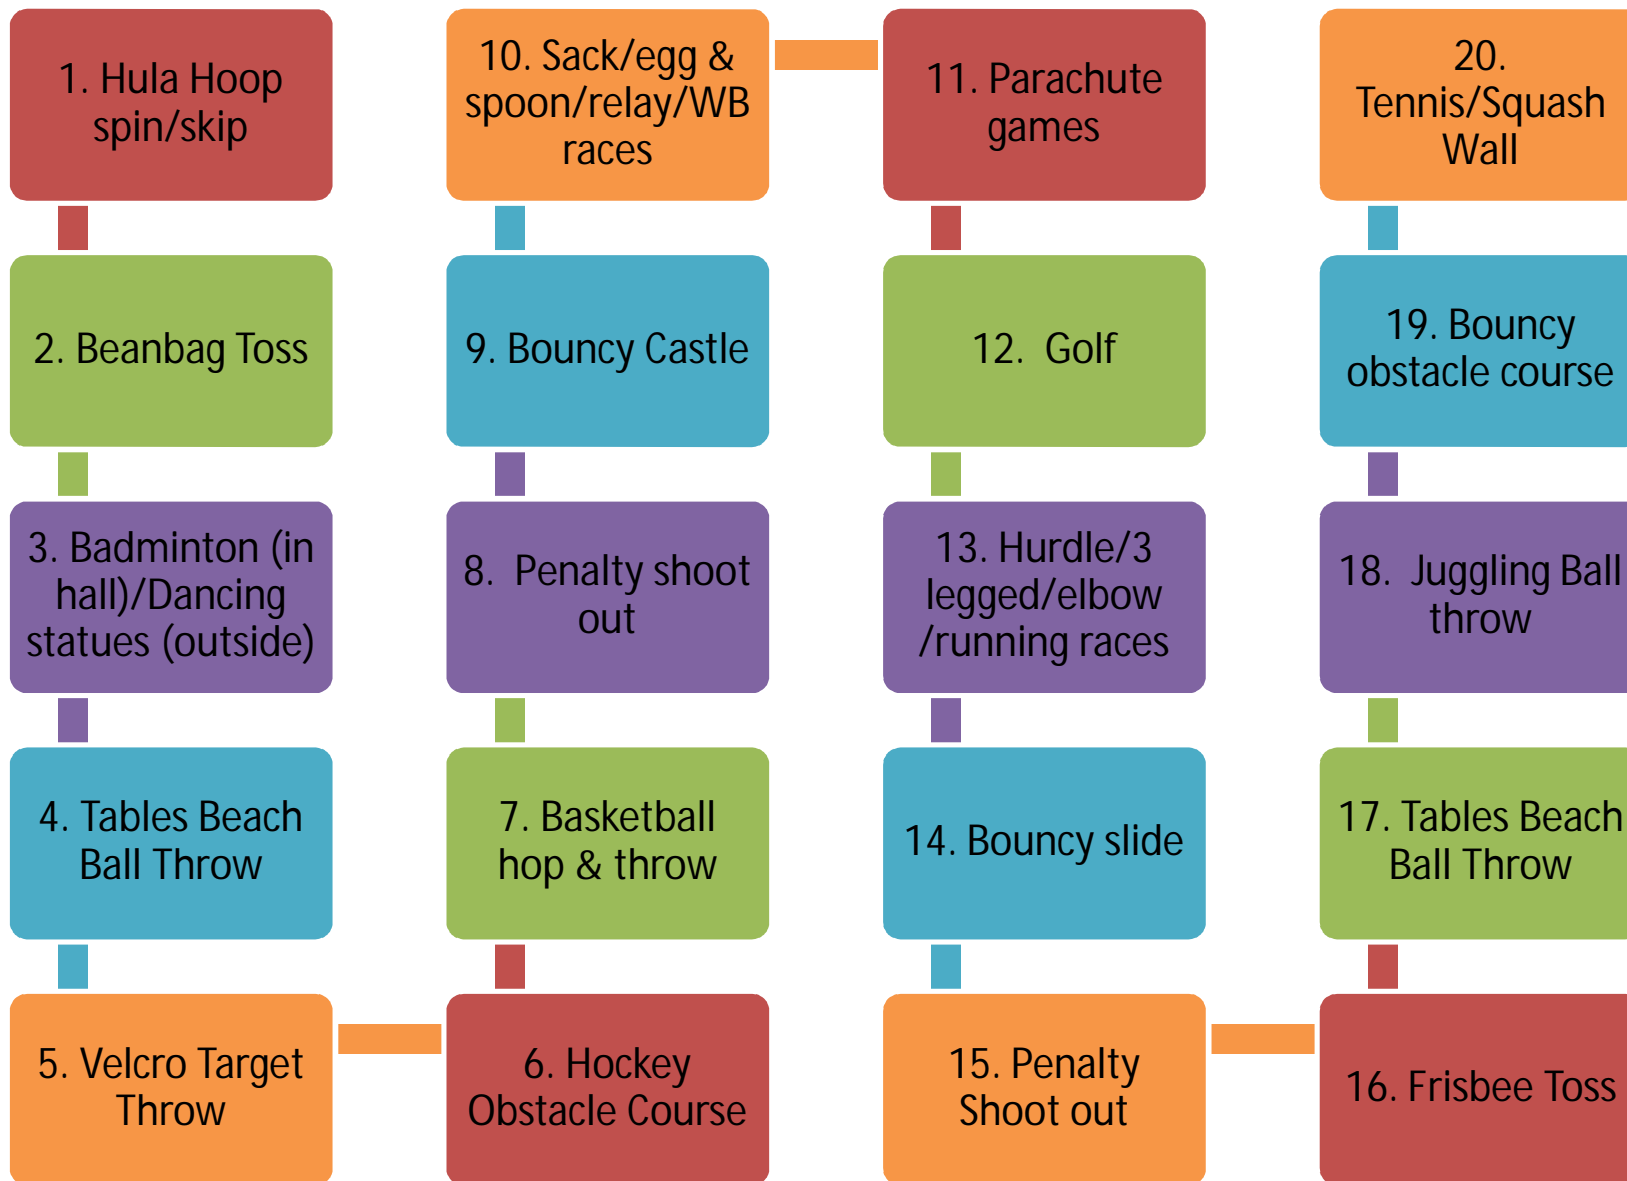 1. Hula Hoop
spin/skip
2. Beanbag Toss
3. Badminton (in
hall)/Dancing
statues (outside)
4. Tables Beach
Ball Throw
5. Velcro Target
Throw
6. Hockey
Obstacle Course
7. Basketball
hop & throw
8.  Penalty shoot
out
9. Bouncy Castle
10. Sack/egg &
spoon/relay/WB
races
11. Parachute
games
12.  Golf
13. Hurdle/3
legged/elbow
/running races
14. Bouncy slide
15. Penalty
Shoot out
16. Frisbee Toss
17. Tables Beach
Ball Throw
18.  Juggling Ball
throw
19. Bouncy
obstacle course
20.
Tennis/Squash
Wall